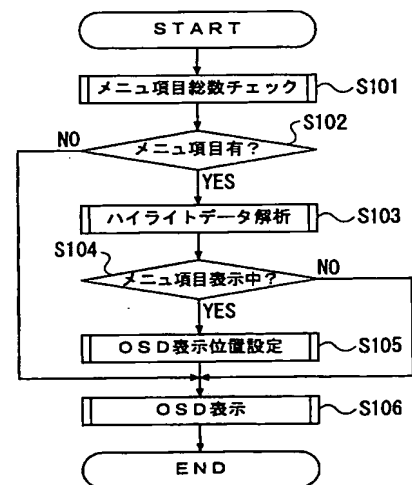 START
メニュ項目総数チェック
S101
S102
メニュ項目有?
NO
YES
ハイライトデータ解析
S103
S104
メニュ項目表示中?
NO
YES
OSD表示位置設定
S105
OSD表示
S106
END